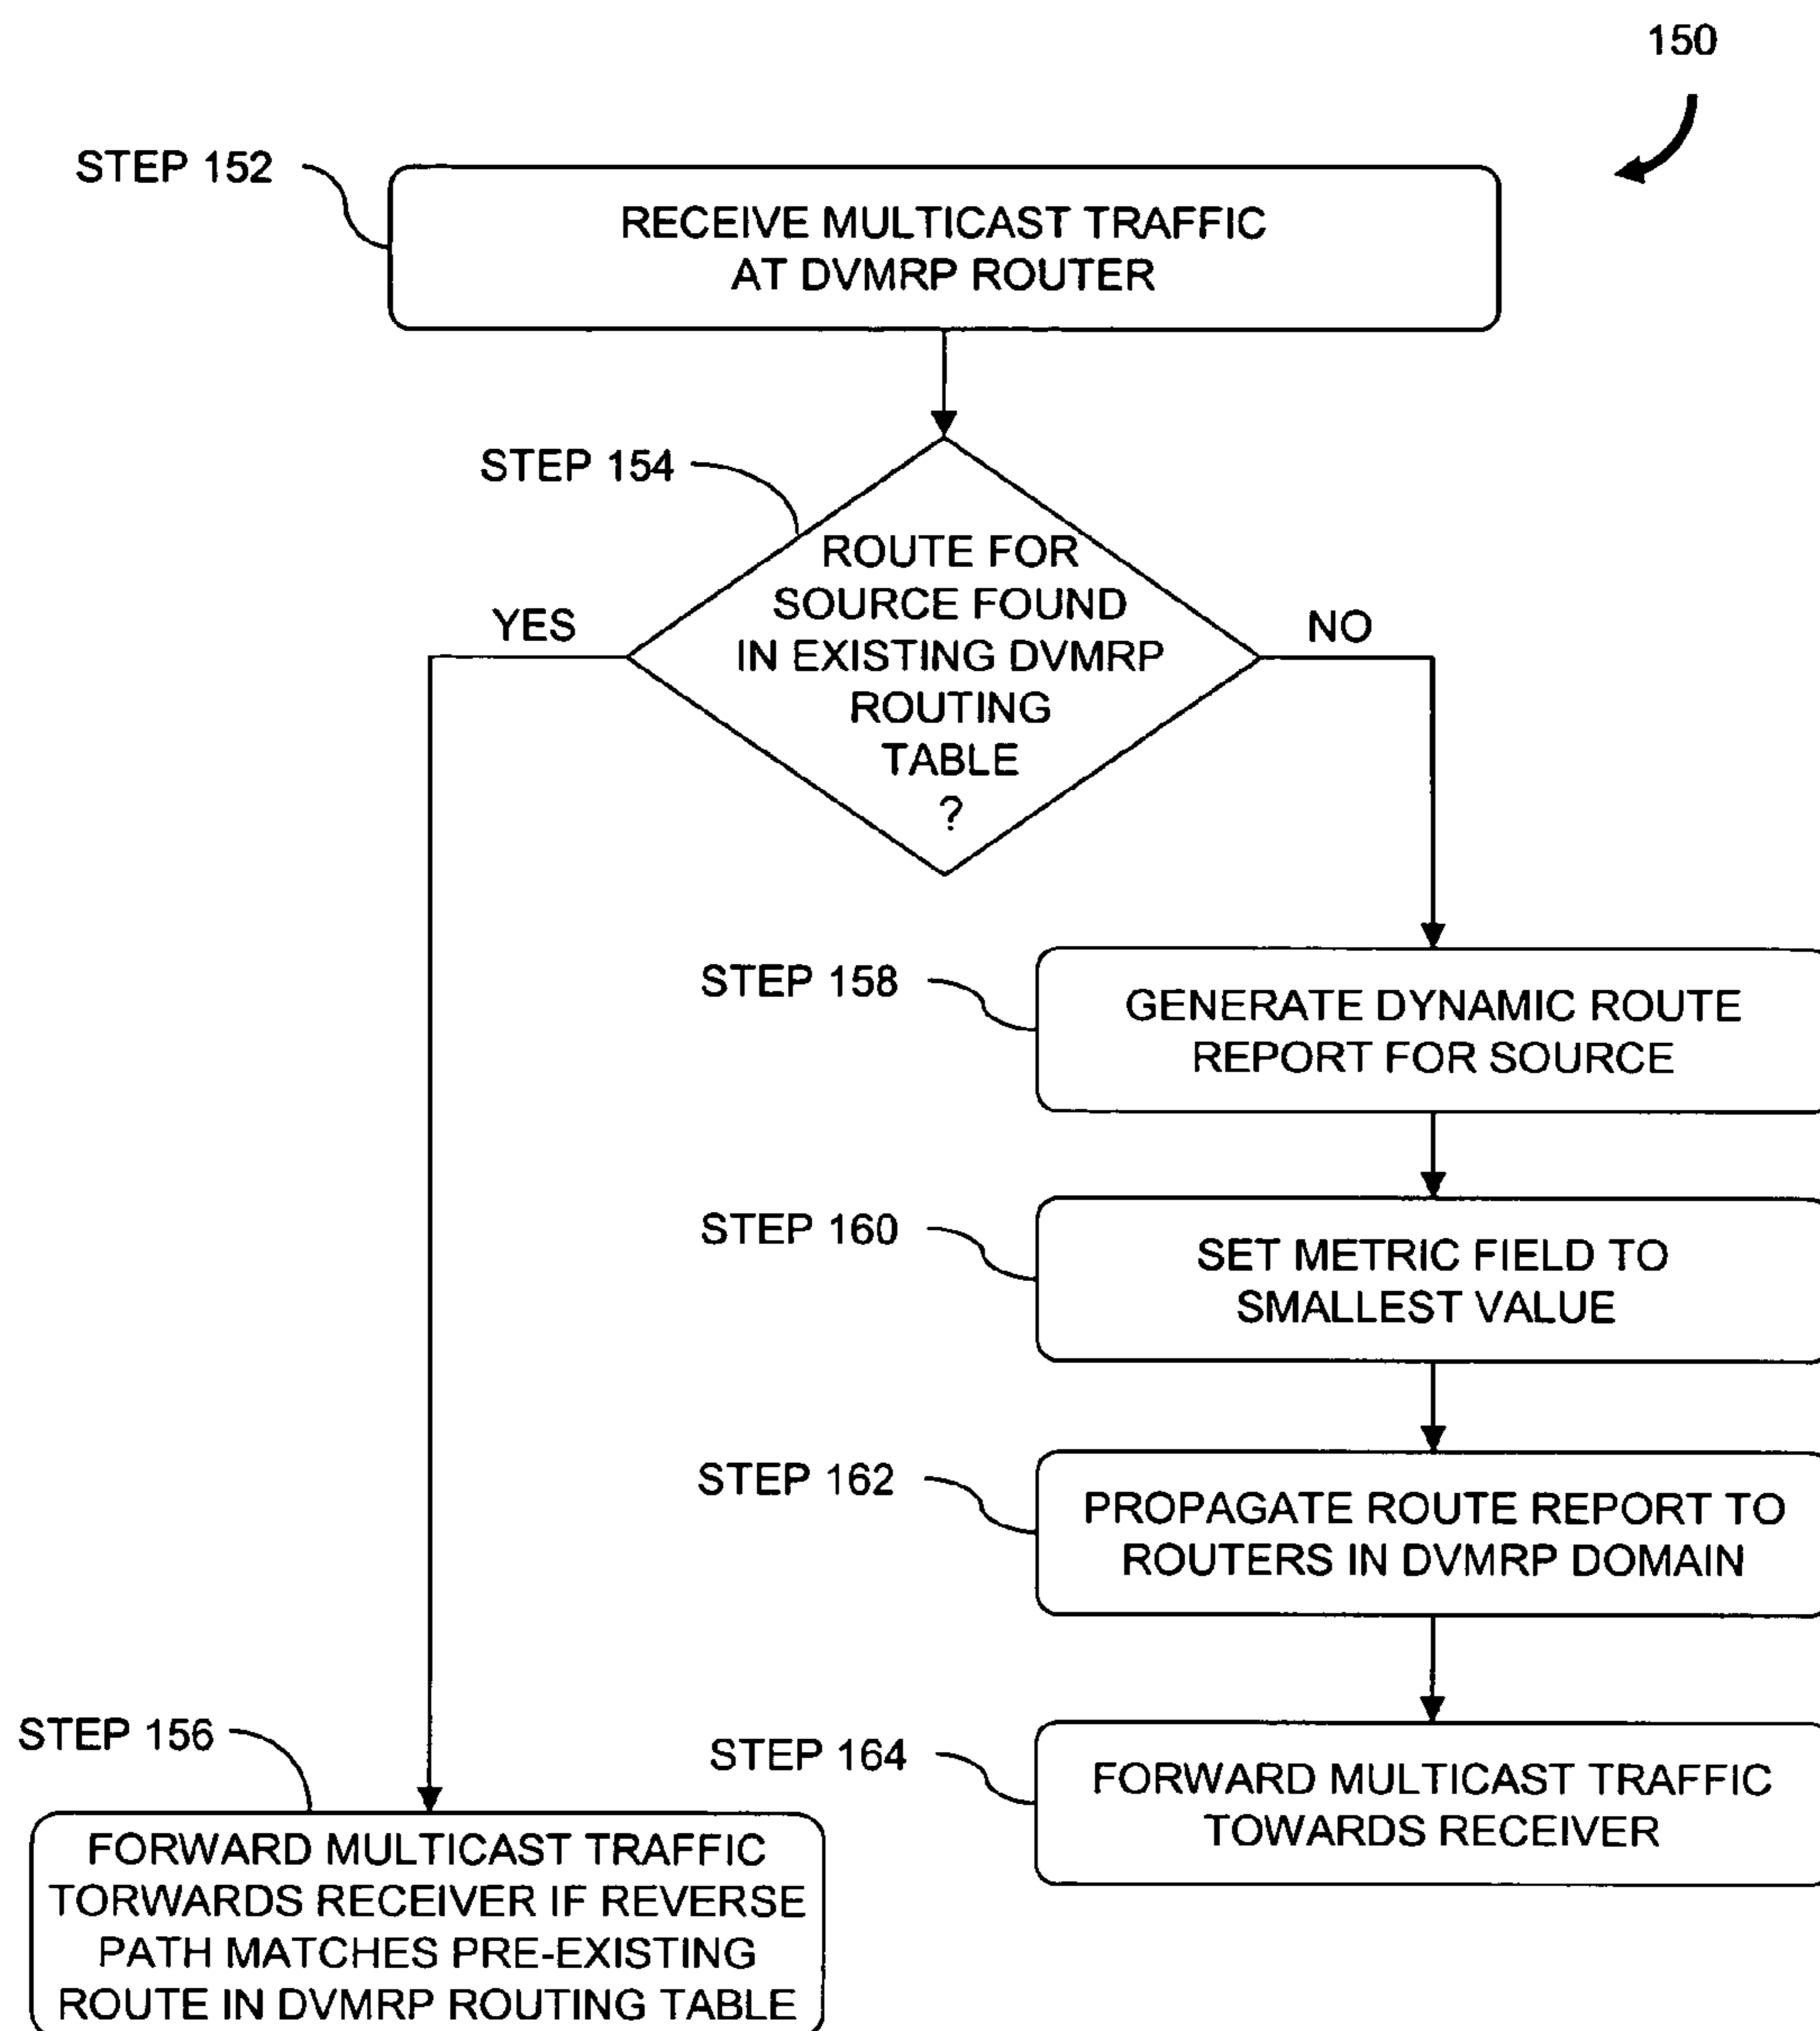 150
STEP 152
RECEIVE MULTICAST TRAFFIC
AT DVMRP ROUTER
STEP 154
ROUTE FOR
SOURCE FOUND
IN EXISTING DVMRP
ROUTING
TABLE
?
YES
NO
STEP 158
GENERATE DYNAMIC ROUTE
REPORT FOR SOURCE
STEP 160
SET METRIC FIELD TO
SMALLEST VALUE
STEP 162
PROPAGATE ROUTE REPORT TO
ROUTERS IN DVMRP DOMAIN
STEP 156
FORWARD MULTICAST TRAFFIC
TORWARDS RECEIVER IF REVERSE
PATH MATCHES PRE-EXISTING
ROUTE IN DVMRP ROUTING TABLE
STEP 164
FORWARD MULTICAST TRAFFIC
TOWARDS RECEIVER